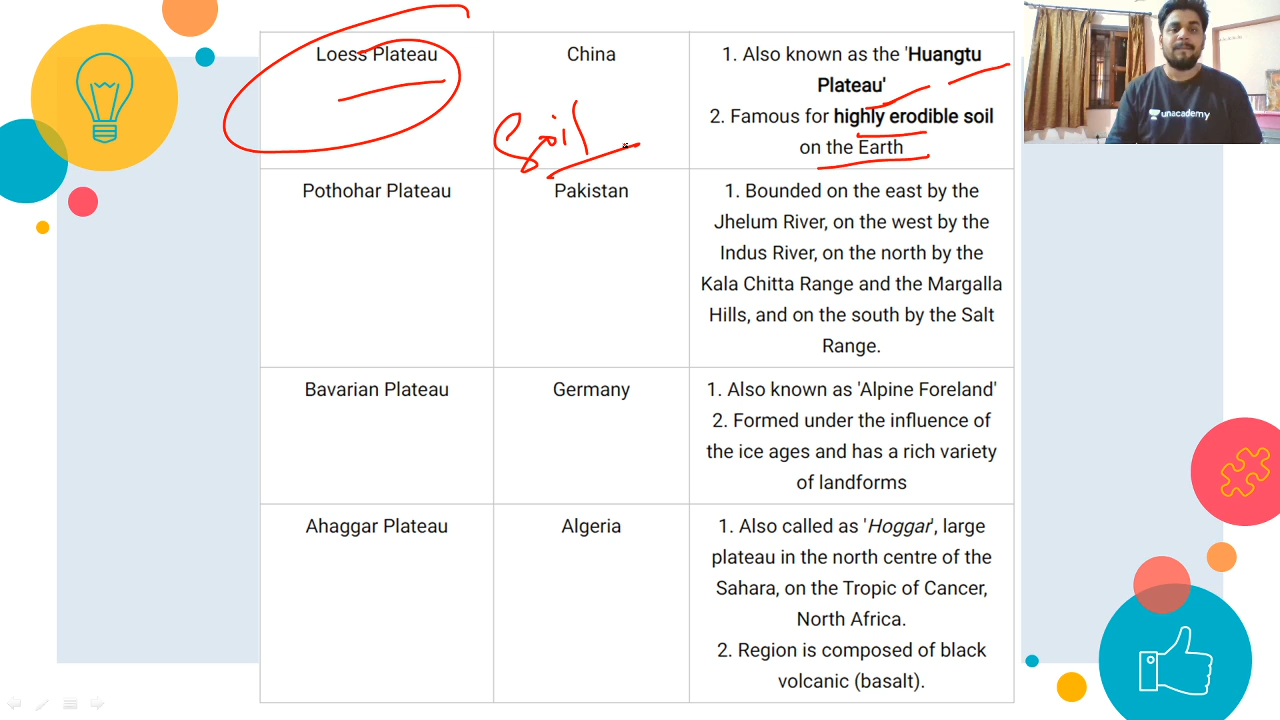 Loess Plateau
China
1. Also known as the 'Huangtu
Plateau'
2. Famous for highly erodible soil
on the Earth
Soil
unacademy
Pothohar Plateau
Pakistan
1. Bounded on the east by the
Jhelum River, on the west by the
Indus River, on the north by the
Kala Chitta Range and the Margalla
Hills, and on the south by the Salt
Range.
Bavarian Plateau
Germany
1. Also known as 'Alpine Foreland'
2. Formed under the influence of
the ice ages and has a rich variety
of landforms
Ahaggar Plateau
Algeria
1. Also called as 'Hoggar', large
plateau in the north centre of the
Sahara, on the Tropic of Cancer,
North Africa.
2. Region is composed of black
volcanic (basalt).